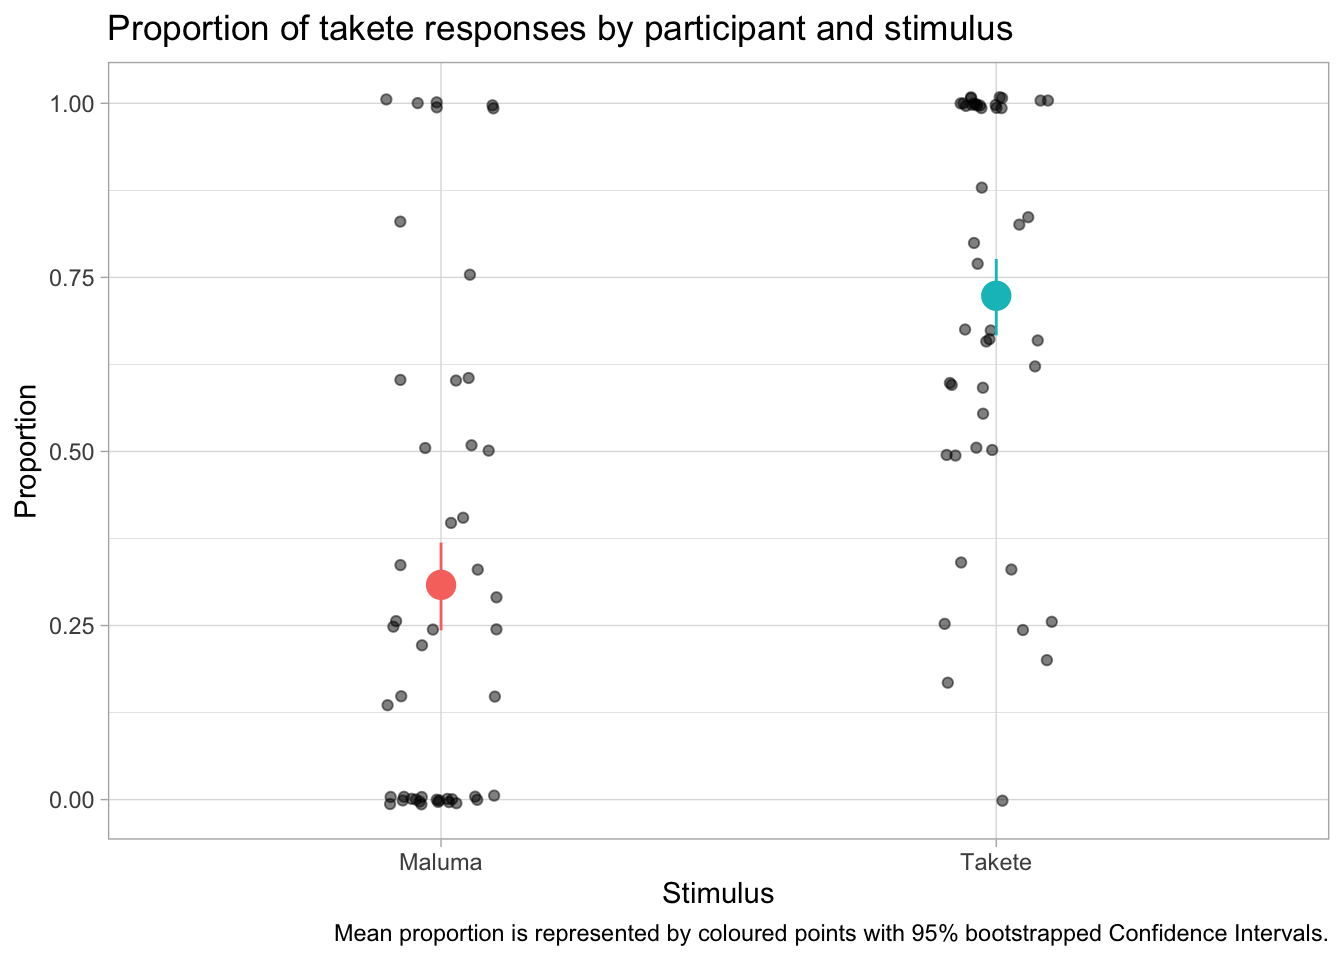 Proportion of takete responses by participant and stimulus
1.00
0.75
0.50
0.25
0.00
Proportion
Maluma
Takete
Stimulus
Mean proportion is represented by coloured points with 95% bootstrapped Confidence Intervals.